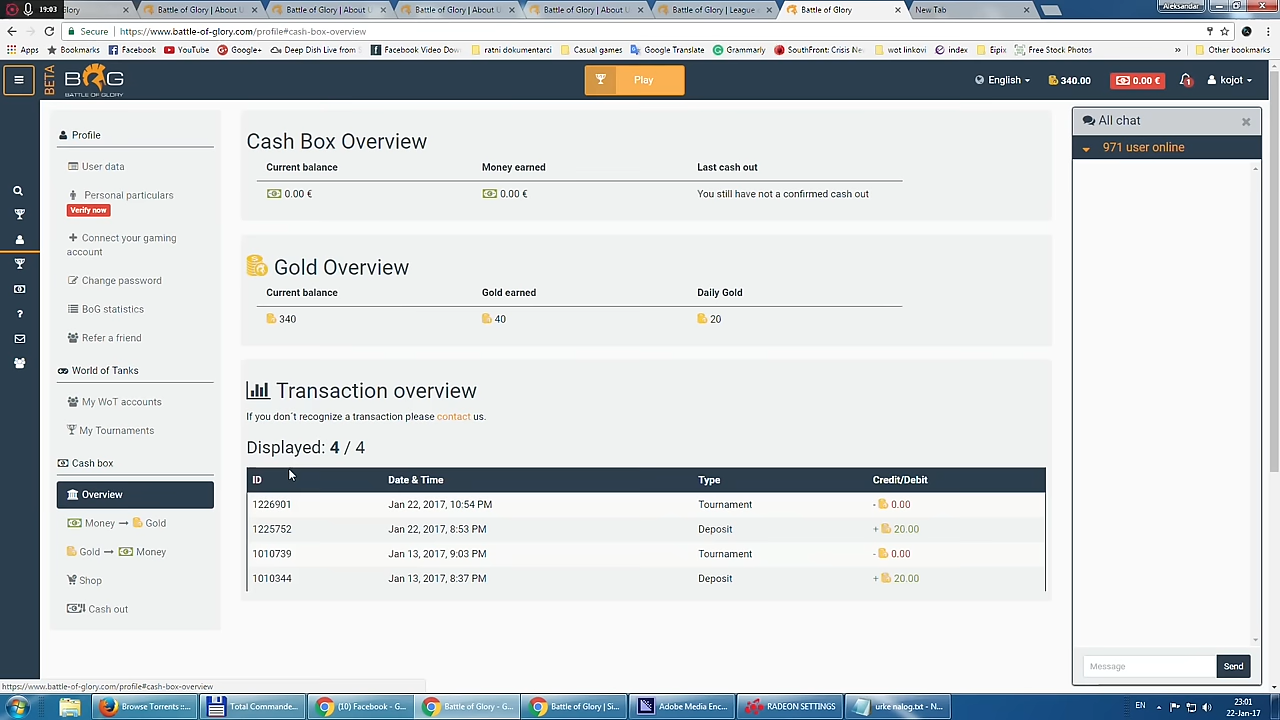 19:03
Glory
Battle of Glory | About U
Battle of Glory | About U
Battle of Glory | About U
Battle of Glory | About U
Battle of Glory | League
Battle of Glory
New Tab
Aleksandar
Secure
https://www.battle-of-glory.com/profile#cash-box-overview
Apps
Bookmarks
Facebook
YouTube
Google+
Deep Dish Live from
Facebook Video Dow
ratni dokumentarci
Casual games
Google Translate
Grammarly
SouthFront: Crisis Ne
wot linkovi
index
Eipix
Free Stock Photos
»
Other bookmarks
BETA
BOG
BATTLE OF GLORY
Play
English
340.00
0.00 €
1
kojot
Profile
User data
Personal particulars
Verify now
Connect your gaming
account
Change password
BoG statistics
Refer a friend
World of Tanks
My WoT accounts
My Tournaments
Cash box
Overview
Money → Gold
Gold → Money
Shop
Cash out
Cash Box Overview
Current balance Money earned Last cash out
0.00 € 0.00 € You still have not a confirmed cash out
Gold Overview
Current balance Gold earned Daily Gold
340 40 20
Transaction overview
If you don´t recognize a transaction please contact us.
Displayed: 4 / 4
ID Date & Time Type Credit/Debit
1226901 Jan 22, 2017, 10:54 PM Tournament - 0.00
1225752 Jan 22, 2017, 8:53 PM Deposit + 20.00
1010739 Jan 13, 2017, 9:03 PM Tournament - 0.00
1010344 Jan 13, 2017, 8:37 PM Deposit + 20.00
All chat
971 user online
Message
Send
https://www.battle-of-glory.com/profile#cash-box-overview
Browse Torrents ::...
Total Commande...
(10) Facebook - G...
Battle of Glory - G...
Battle of Glory | Si...
Adobe Media Enc...
RADEON SETTINGS
urke nalog.txt - N...
EN
23:01
22-Jan-17